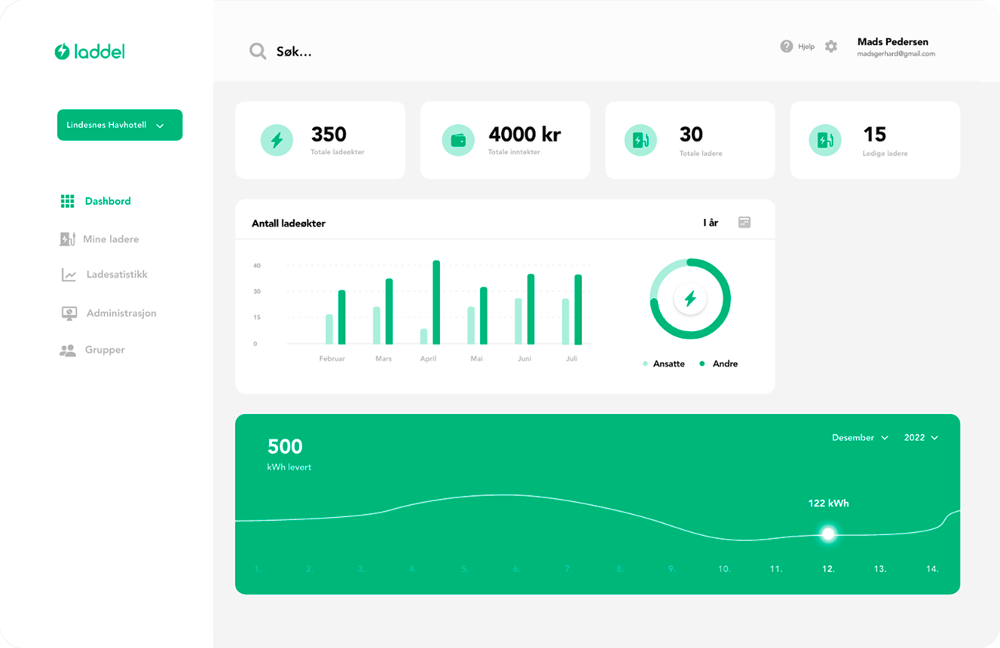 laddel
Lindesnes Havhotell
Dashbord
Mine ladere
Ladesatistikk
Administrasjon
Grupper
Søk...
Hjelp
Mads Pedersen
madsgerhard@gmail.com
350
Totale ladeøkter
4000 kr
Totale inntekter
30
Totale ladere
15
Ledige ladere
Antall ladeøkter
I år
40
30
15
0
Februar Mars April Mai Juni Juli
Ansatte Andre
500
kWh levert
Desember 2022
122 kWh
1. 2. 3. 4. 5. 6. 7. 8. 9. 10. 11. 12. 13. 14.